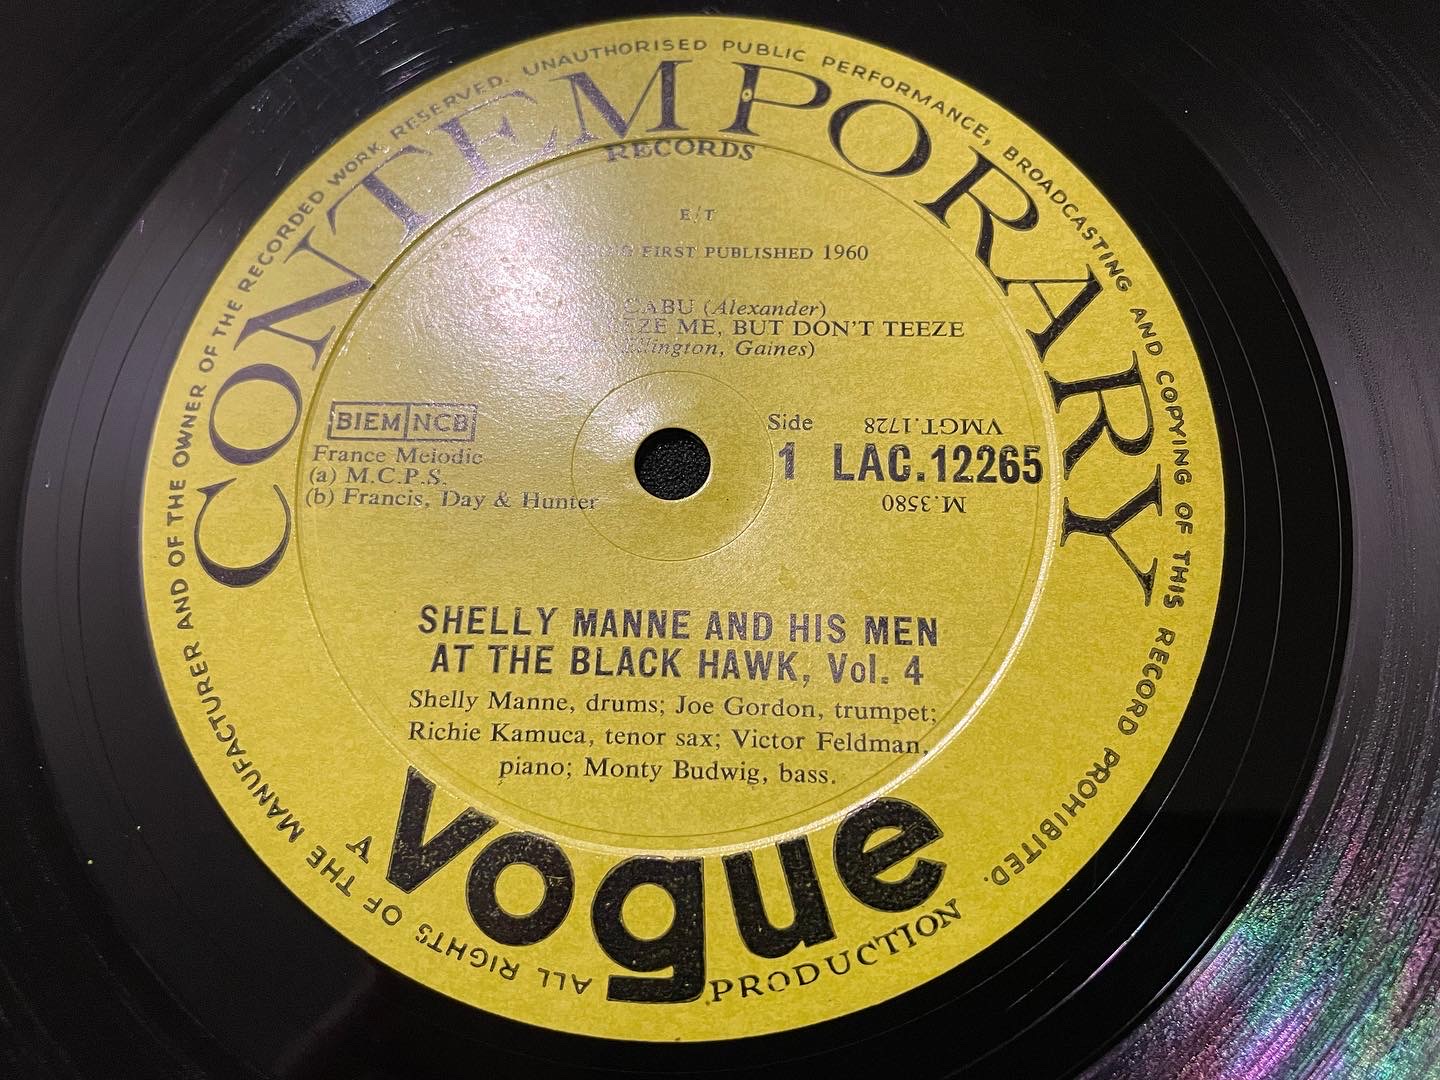 ALL RIGHTS OF THE MANUFACTURER AND OF THE OWNER OF THE RECORDED WORK RESERVED. UNAUTHORISED PUBLIC PERFORMANCE, BROADCASTING AND COPYING OF THIS RECORD PROHIBITED.
CONTEMPORARY
RECORDS
E/T
FIRST PUBLISHED 1960
CABU (Alexander)
ME, BUT DON'T TEEZE
Ellington, Gaines)
BIEM NCB
France Melodie
(a) M.C.P.S.
(b) Francis, Day & Hunter
Side
1
VMGT.1728
LAC.12265
M.3580
SHELLY MANNE AND HIS MEN
AT THE BLACK HAWK, Vol. 4
Shelly Manne, drums; Joe Gordon, trumpet;
Richie Kamuca, tenor sax; Victor Feldman,
piano; Monty Budwig, bass.
A
vogue
PRODUCTION